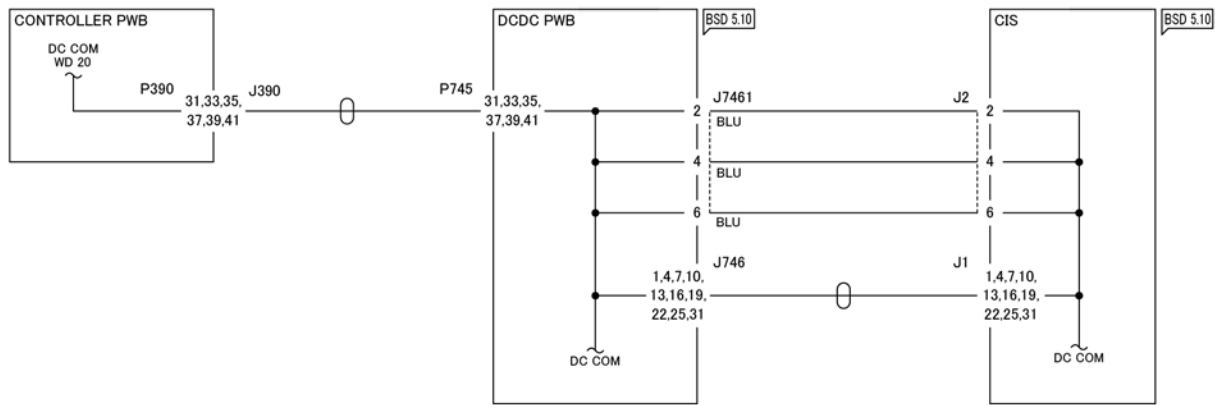 CONTROLLER PWB
DC COM
WD 20
P390
31,33,35,
37,39,41
J390
P745
DCDC PWB
BSD 5.10
31,33,35,
37,39,41
2
J7461
BLU
4
BLU
6
BLU
J746
1,4,7,10,
13,16,19,
22,25,31
DC COM
CIS
BSD 5.10
J2
2
4
6
J1
1,4,7,10,
13,16,19,
22,25,31
DC COM